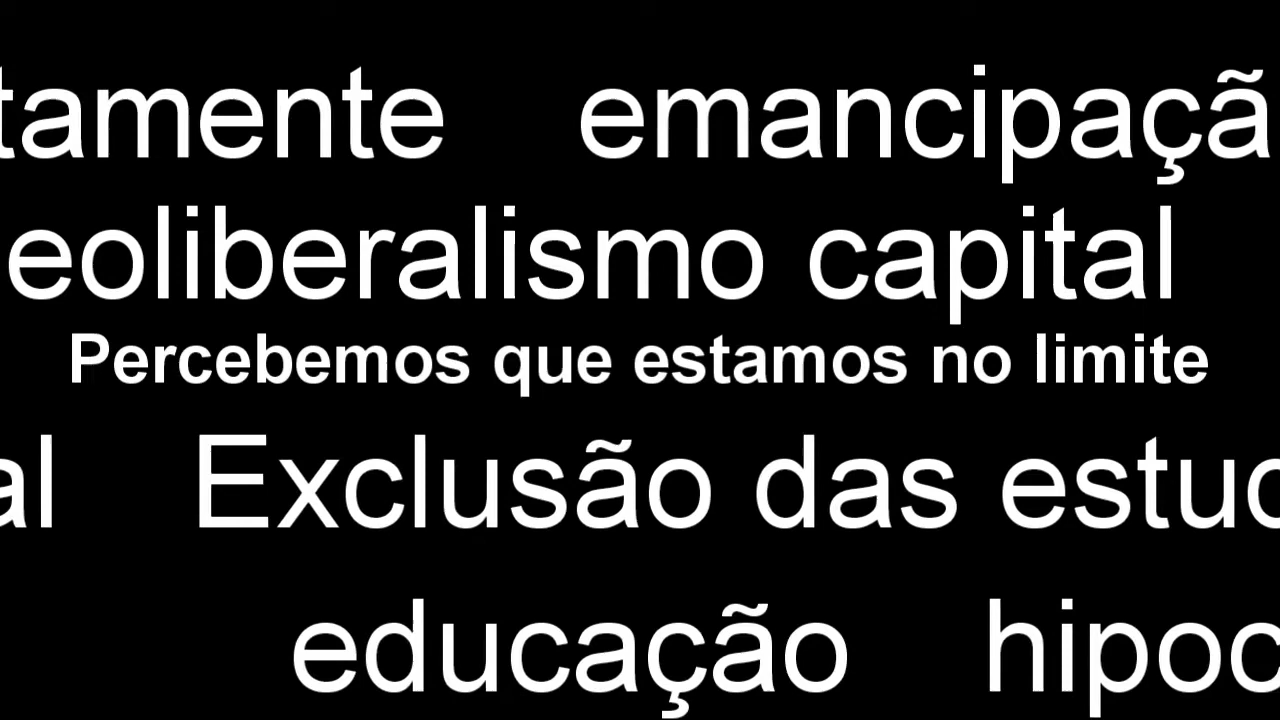 tamente emancipaçã
eoliberalismo capital
Percebemos que estamos no limite
al Exclusão das estud
educação hipoc